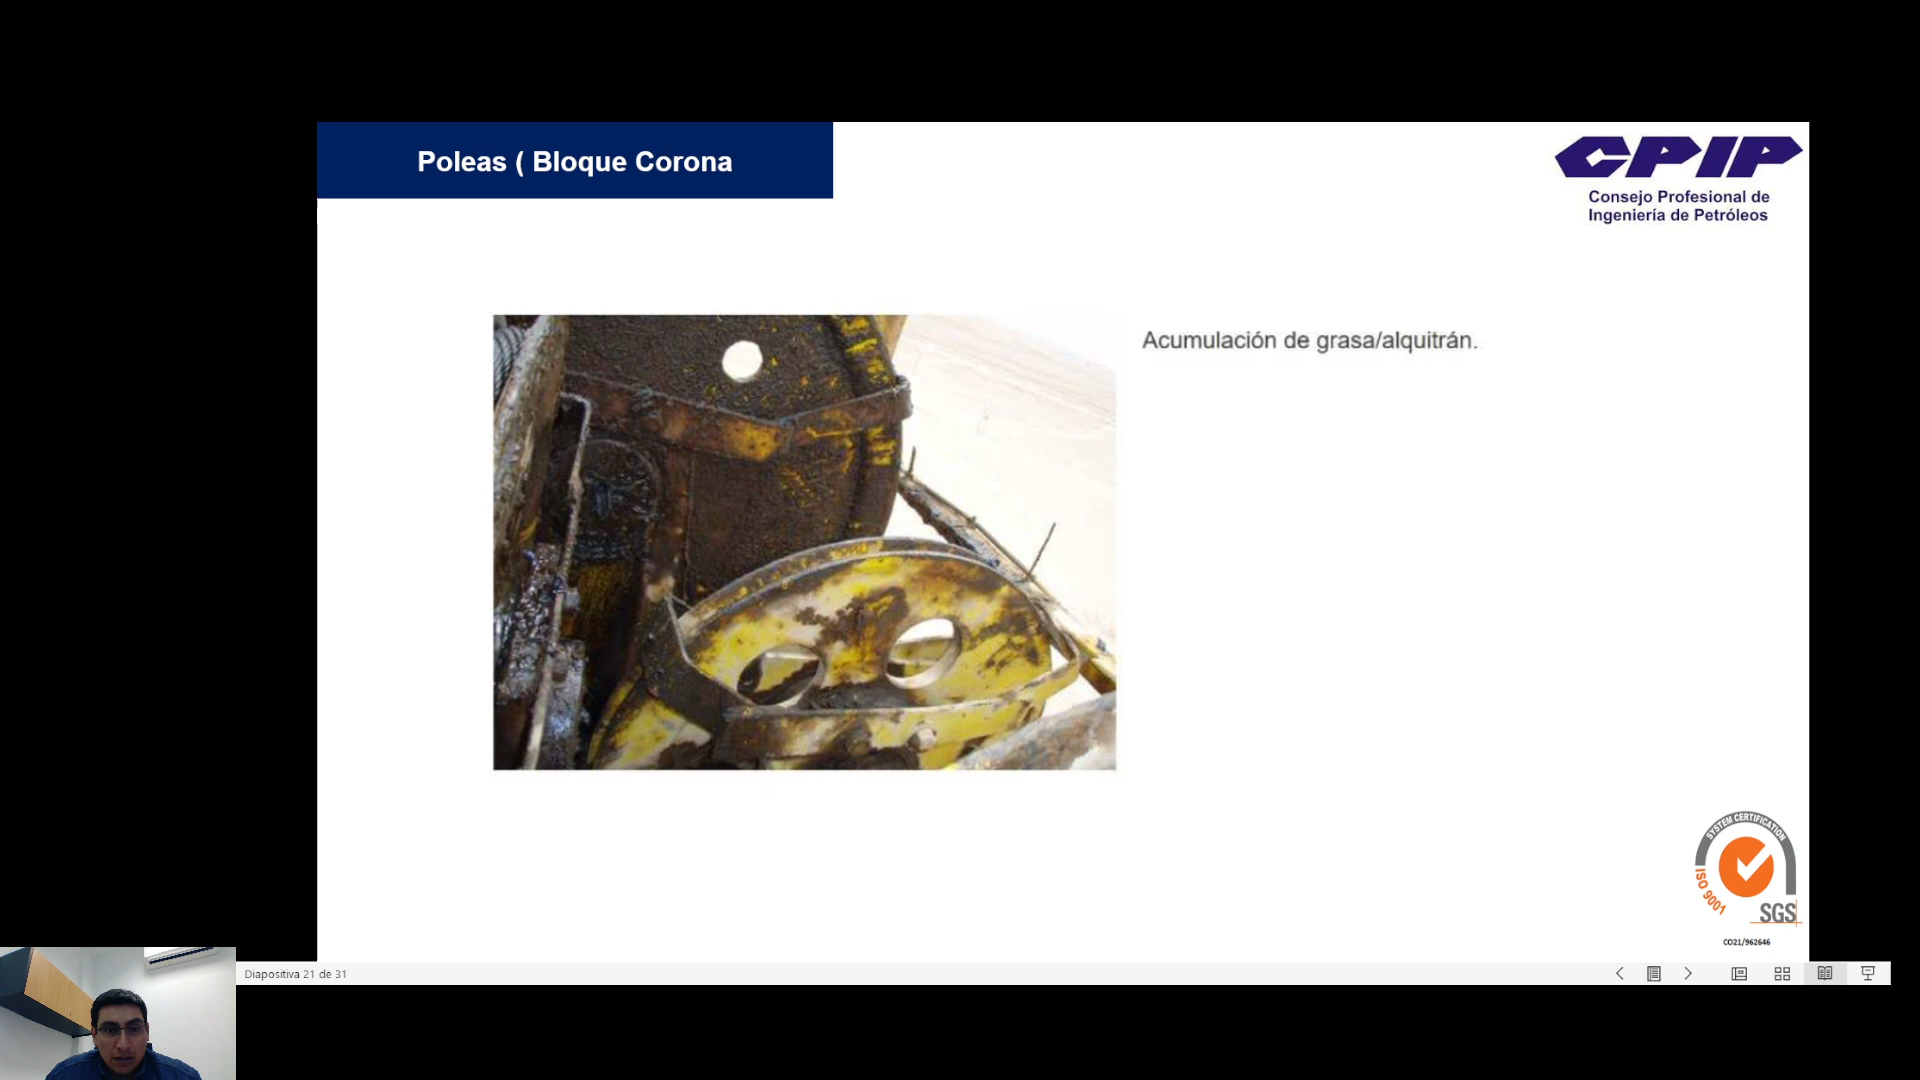 Poleas ( Bloque Corona
CPIP
Consejo Profesional de
Ingeniería de Petróleos
Acumulación de grasa/alquitrán.
SYSTEM CERTIFICATION
ISO 9001
SGS
CO21/962646
Diapositiva 21 de 31